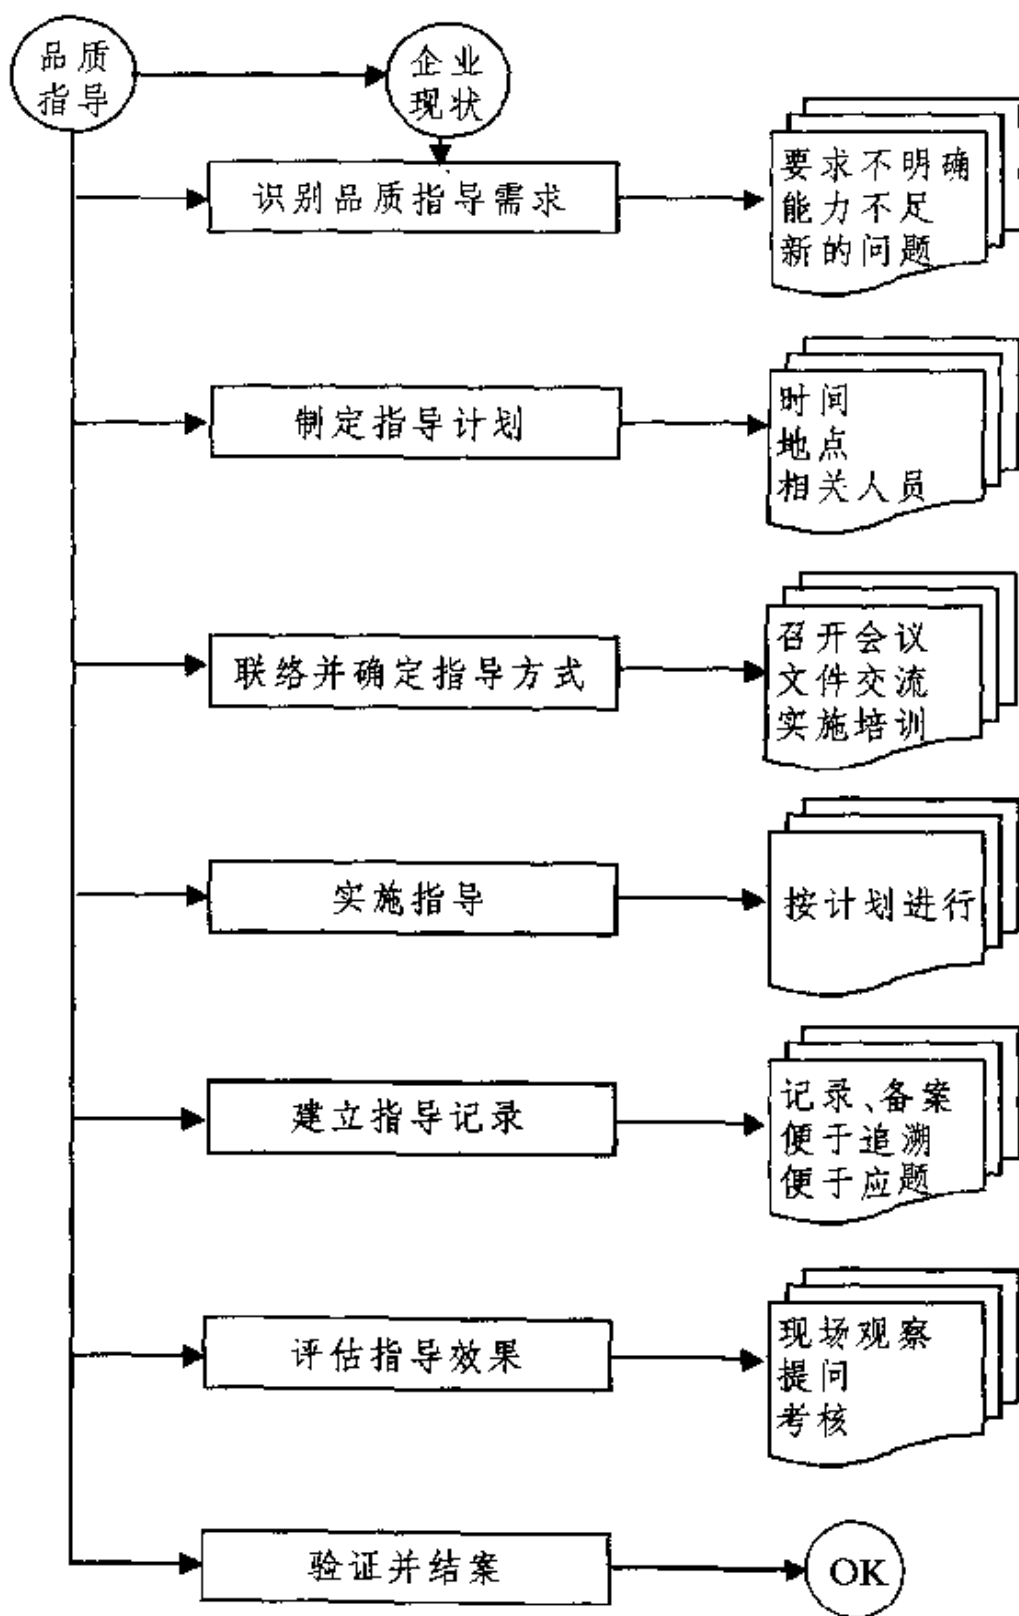 品质
指导
企业
现状
识别品质指导需求
要求不明确
能力不足
新的问题
制定指导计划
时间
地点
相关人员
联络并确定指导方式
召开会议
文件交流
实施培训
实施指导
按计划进行
建立指导记录
记录、备案
便于追溯
便于应题
评估指导效果
现场观察
提问
考核
验证并结案
OK